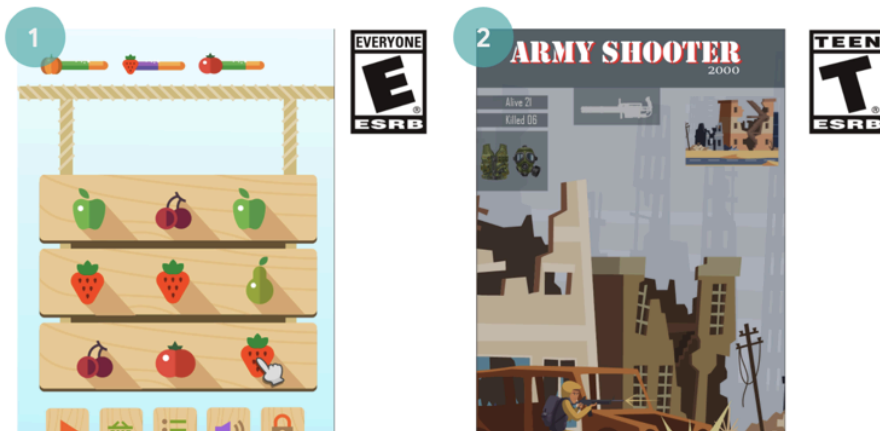 1
EVERYONE
E
ESRB
2
ARMY SHOOTER
2000
Alive 21
Killed 06
TEEN
T
ESRB